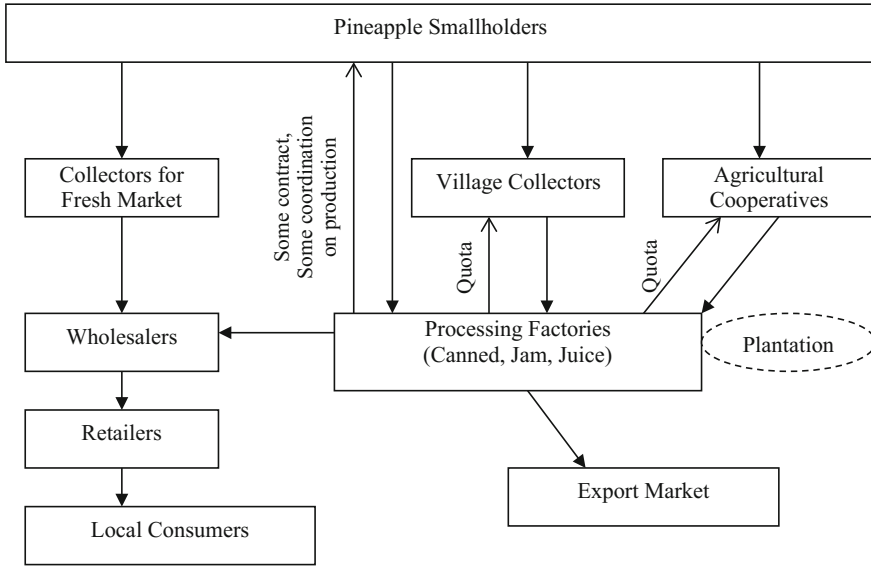 Pineapple Smallholders
Some contract,
Some coordination
on production
Collectors for
Fresh Market
Village Collectors
Agricultural
Cooperatives
Quota
Quota
Wholesalers
Processing Factories
(Canned, Jam, Juice)
Plantation
Retailers
Export Market
Local Consumers